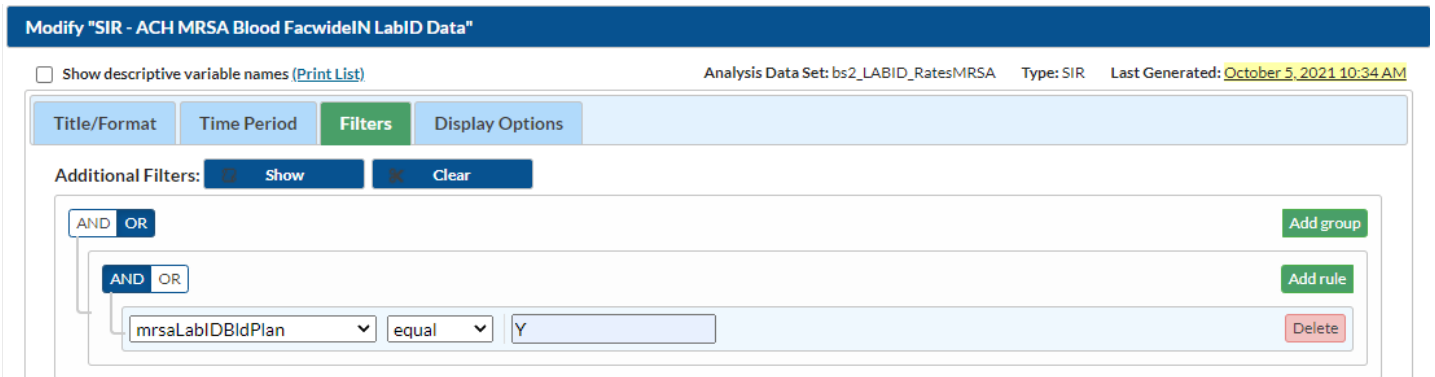 Modify "SIR - ACH MRSA Blood FacwideIN LabID Data"
Show descriptive variable names (Print List) Analysis Data Set: bs2_LABID_RatesMRSA Type: SIR Last Generated: October 5, 2021 10:34 AM
Title/Format Time Period Filters Display Options
Additional Filters: Show Clear
AND OR Add group
AND OR Add rule
mrsaLabIDBldPlan equal Y Delete